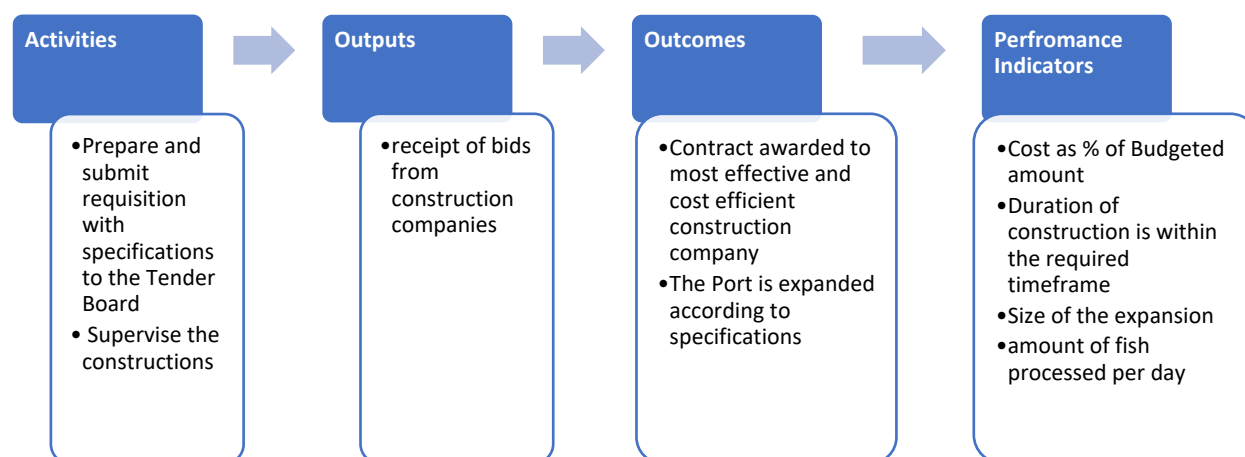 Activities
•Prepare and
submit
requisition
with
specifications
to the Tender
Board
• Supervise the
constructions
Outputs
•receipt of bids
from
construction
companies
Outcomes
•Contract awarded to
most effective and
cost efficient
construction
company
•The Port is expanded
according to
specifications
Perfromance
Indicators
•Cost as % of Budgeted
amount
•Duration of
construction is within
the required
timeframe
•Size of the expansion
•amount of fish
processed per day